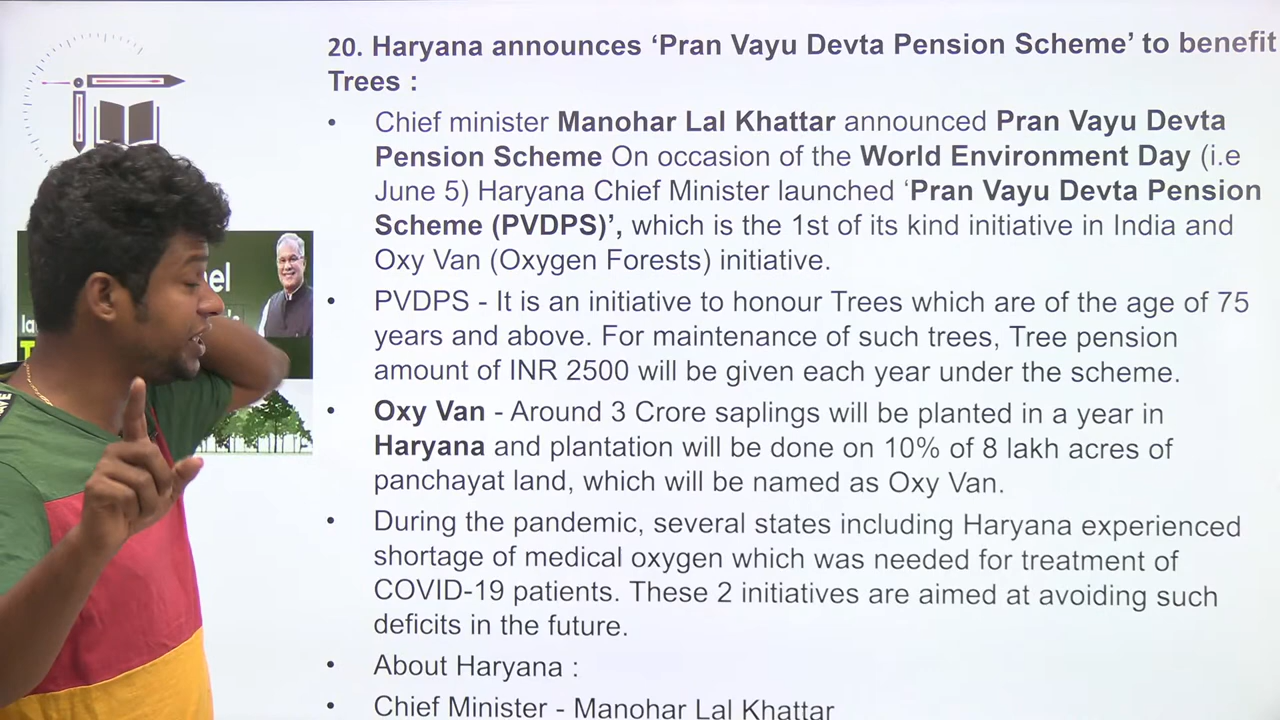 20. Haryana announces ‘Pran Vayu Devta Pension Scheme’ to benefit
Trees :
• Chief minister Manohar Lal Khattar announced Pran Vayu Devta
Pension Scheme On occasion of the World Environment Day (i.e
June 5) Haryana Chief Minister launched ‘Pran Vayu Devta Pension
Scheme (PVDPS)’, which is the 1st of its kind initiative in India and
Oxy Van (Oxygen Forests) initiative.
• PVDPS - It is an initiative to honour Trees which are of the age of 75
years and above. For maintenance of such trees, Tree pension
amount of INR 2500 will be given each year under the scheme.
• Oxy Van - Around 3 Crore saplings will be planted in a year in
Haryana and plantation will be done on 10% of 8 lakh acres of
panchayat land, which will be named as Oxy Van.
• During the pandemic, several states including Haryana experienced
shortage of medical oxygen which was needed for treatment of
COVID-19 patients. These 2 initiatives are aimed at avoiding such
deficits in the future.
• About Haryana :
• Chief Minister - Manohar Lal Khattar